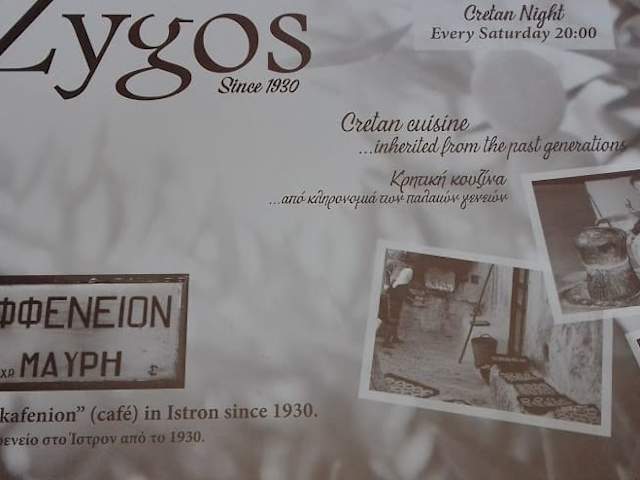 Zygos
Since 1930
Cretan Night
Every Saturday 20:00
Cretan cuisine
...inherited from the past generations
Κρητική κουζίνα
...από κληρονομιά των παλαιών γενεών
ΦΦΕΝΕΙΟΝ
ΜΑΥΡΗ
kafenion” (café) in Istron since 1930.
ενείο στο Ίστρον από το 1930.